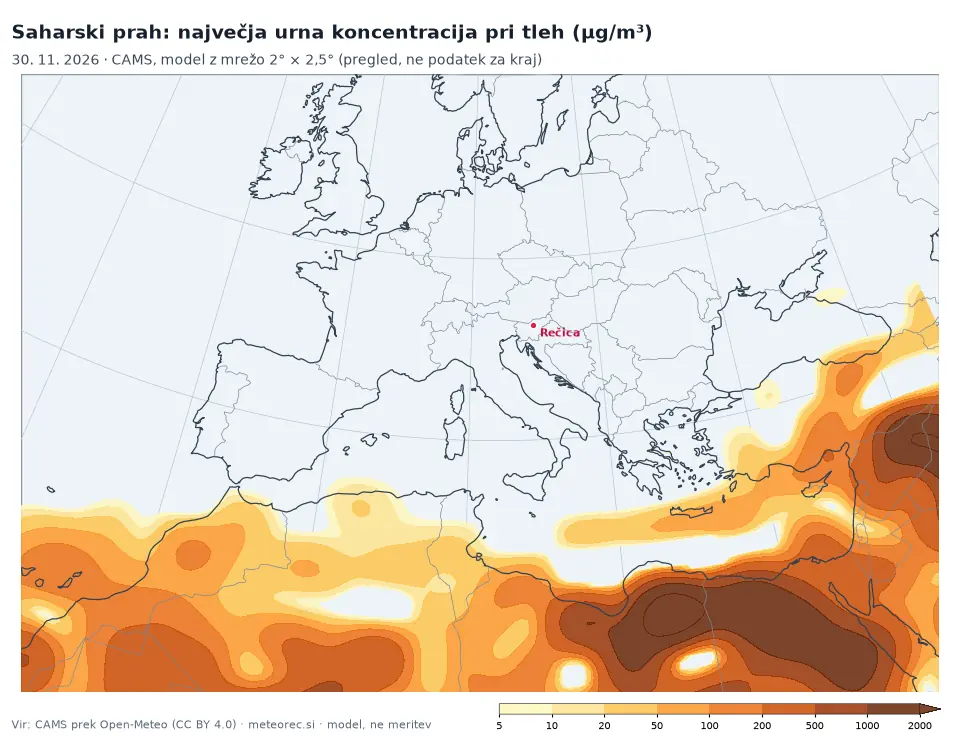 Saharski prah: največja urna koncentracija pri tleh (µg/m³)
30. 11. 2026 · CAMS, model z mrežo 2° × 2,5° (pregled, ne podatek za kraj)
Rečica
Vir: CAMS prek Open-Meteo (CC BY 4.0) · meteorec.si · model, ne meritev
5 10 20 50 100 200 500 1000 2000